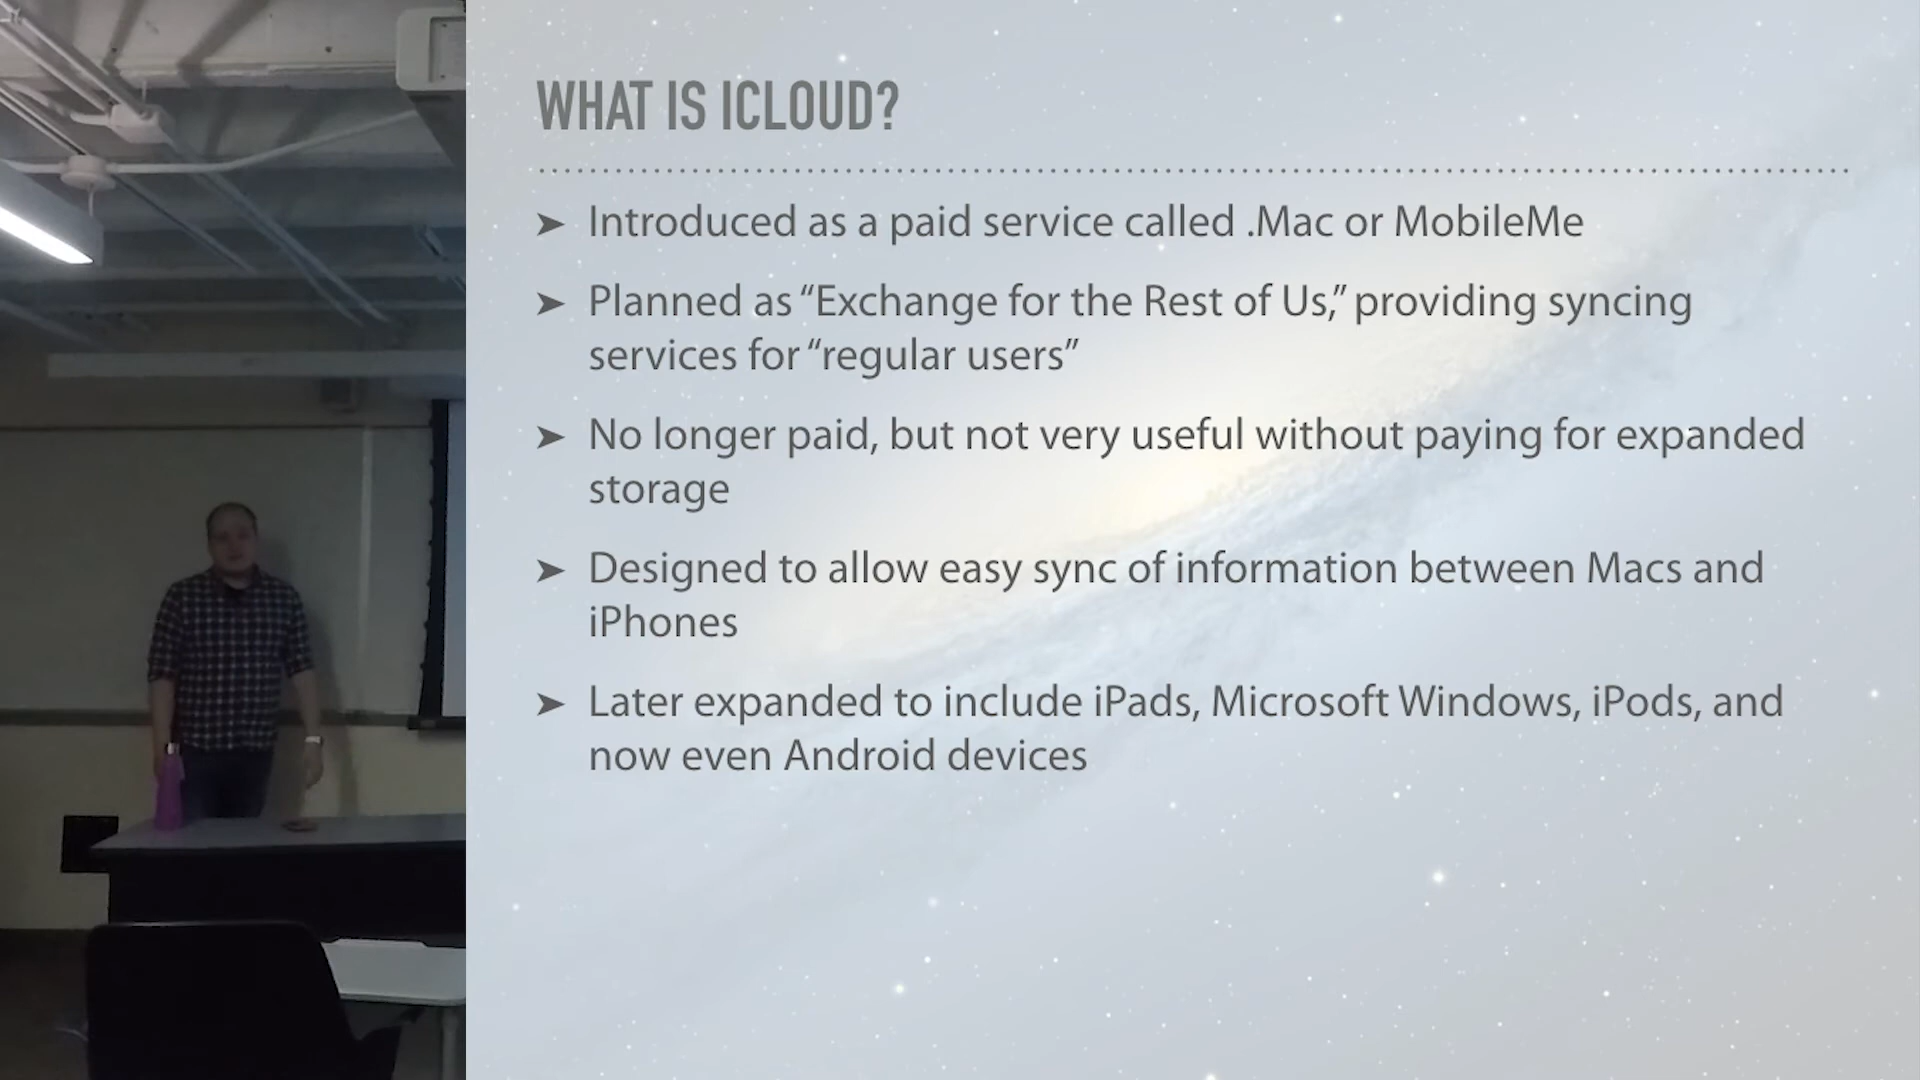 WHAT IS ICLOUD?
➤ Introduced as a paid service called .Mac or MobileMe
➤ Planned as “Exchange for the Rest of Us,” providing syncing
services for “regular users”
➤ No longer paid, but not very useful without paying for expanded
storage
➤ Designed to allow easy sync of information between Macs and
iPhones
➤ Later expanded to include iPads, Microsoft Windows, iPods, and
now even Android devices